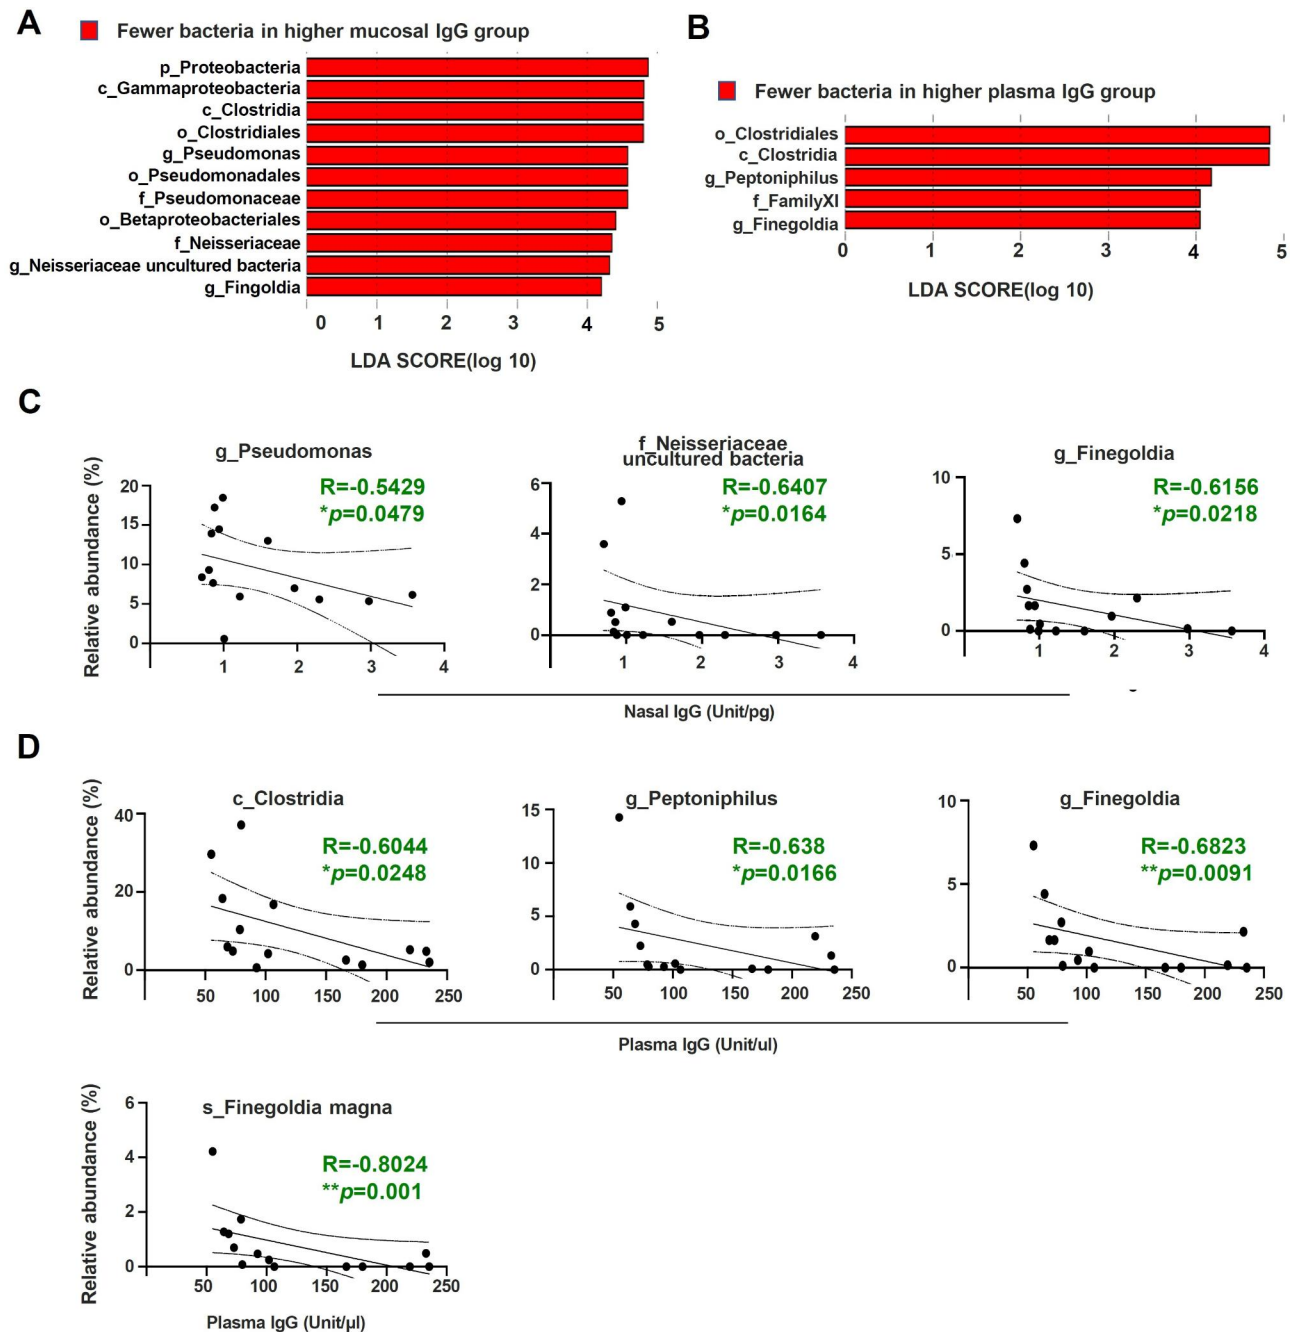 A
Fewer bacteria in higher mucosal IgG group
p_Proteobacteria
c_Gammaproteobacteria
c_Clostridia
o_Clostridiales
g_Pseudomonas
o_Pseudomonadales
f_Pseudomonaceae
o_Betaproteobacteriales
f_Neisseriaceae
g_Neisseriaceae uncultured bacteria
g_Fingoldia
0 1 2 3 4 5
LDA SCORE(log 10)
B
Fewer bacteria in higher plasma IgG group
o_Clostridiales
c_Clostridia
g_Peptoniphilus
f_FamilyXI
g_Finegoldia
0 1 2 3 4 5
LDA SCORE(log 10)
C
Relative abundance (%)
g_Pseudomonas
R=-0.5429
*p=0.0479
20
15
10
5
0
1 2 3 4
f_Neisseriaceae
uncultured bacteria
R=-0.6407
*p=0.0164
6
4
2
0
1 2 3 4
g_Finegoldia
R=-0.6156
*p=0.0218
10
5
0
1 2 3 4
Nasal IgG (Unit/pg)
D
Relative abundance (%)
c_Clostridia
R=-0.6044
*p=0.0248
40
20
0
50 100 150 200 250
g_Peptoniphilus
R=-0.638
*p=0.0166
15
10
5
0
50 100 150 200 250
g_Finegoldia
R=-0.6823
**p=0.0091
10
5
0
50 100 150 200 250
Plasma IgG (Unit/ul)
Relative abundance (%)
s_Finegoldia magna
R=-0.8024
**p=0.001
6
4
2
0
50 100 150 200 250
Plasma IgG (Unit/µl)